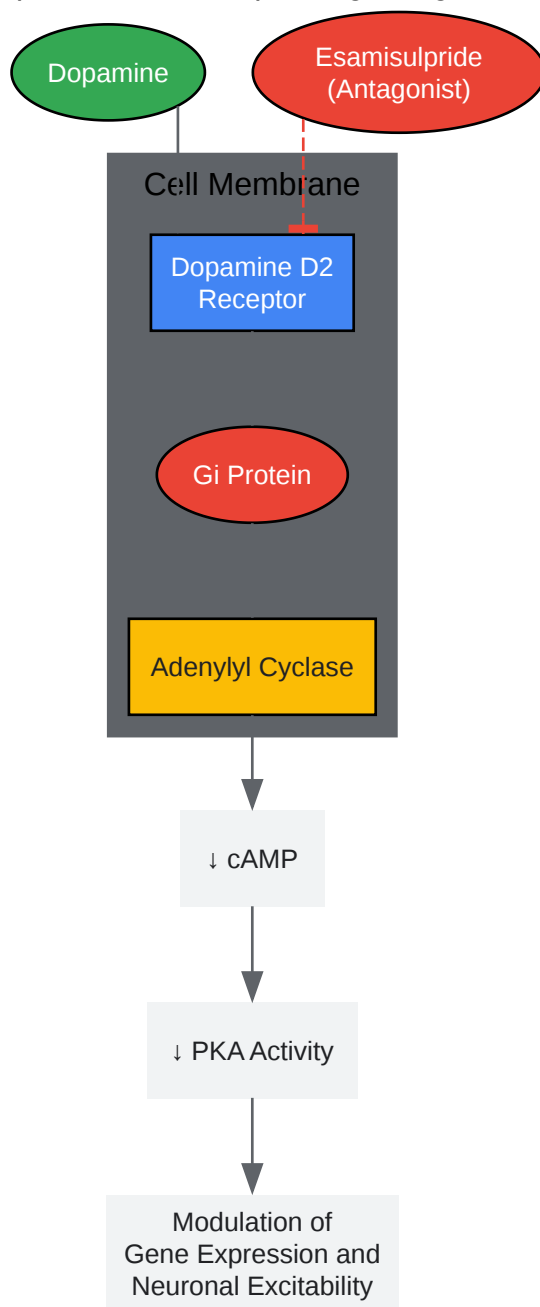 Dopamine
Esamisulpride
(Antagonist)
Cell Membrane
Dopamine D2
Receptor
Gi Protein
Adenylyl Cyclase
↓ cAMP
↓ PKA Activity
Modulation of
Gene Expression and
Neuronal Excitability